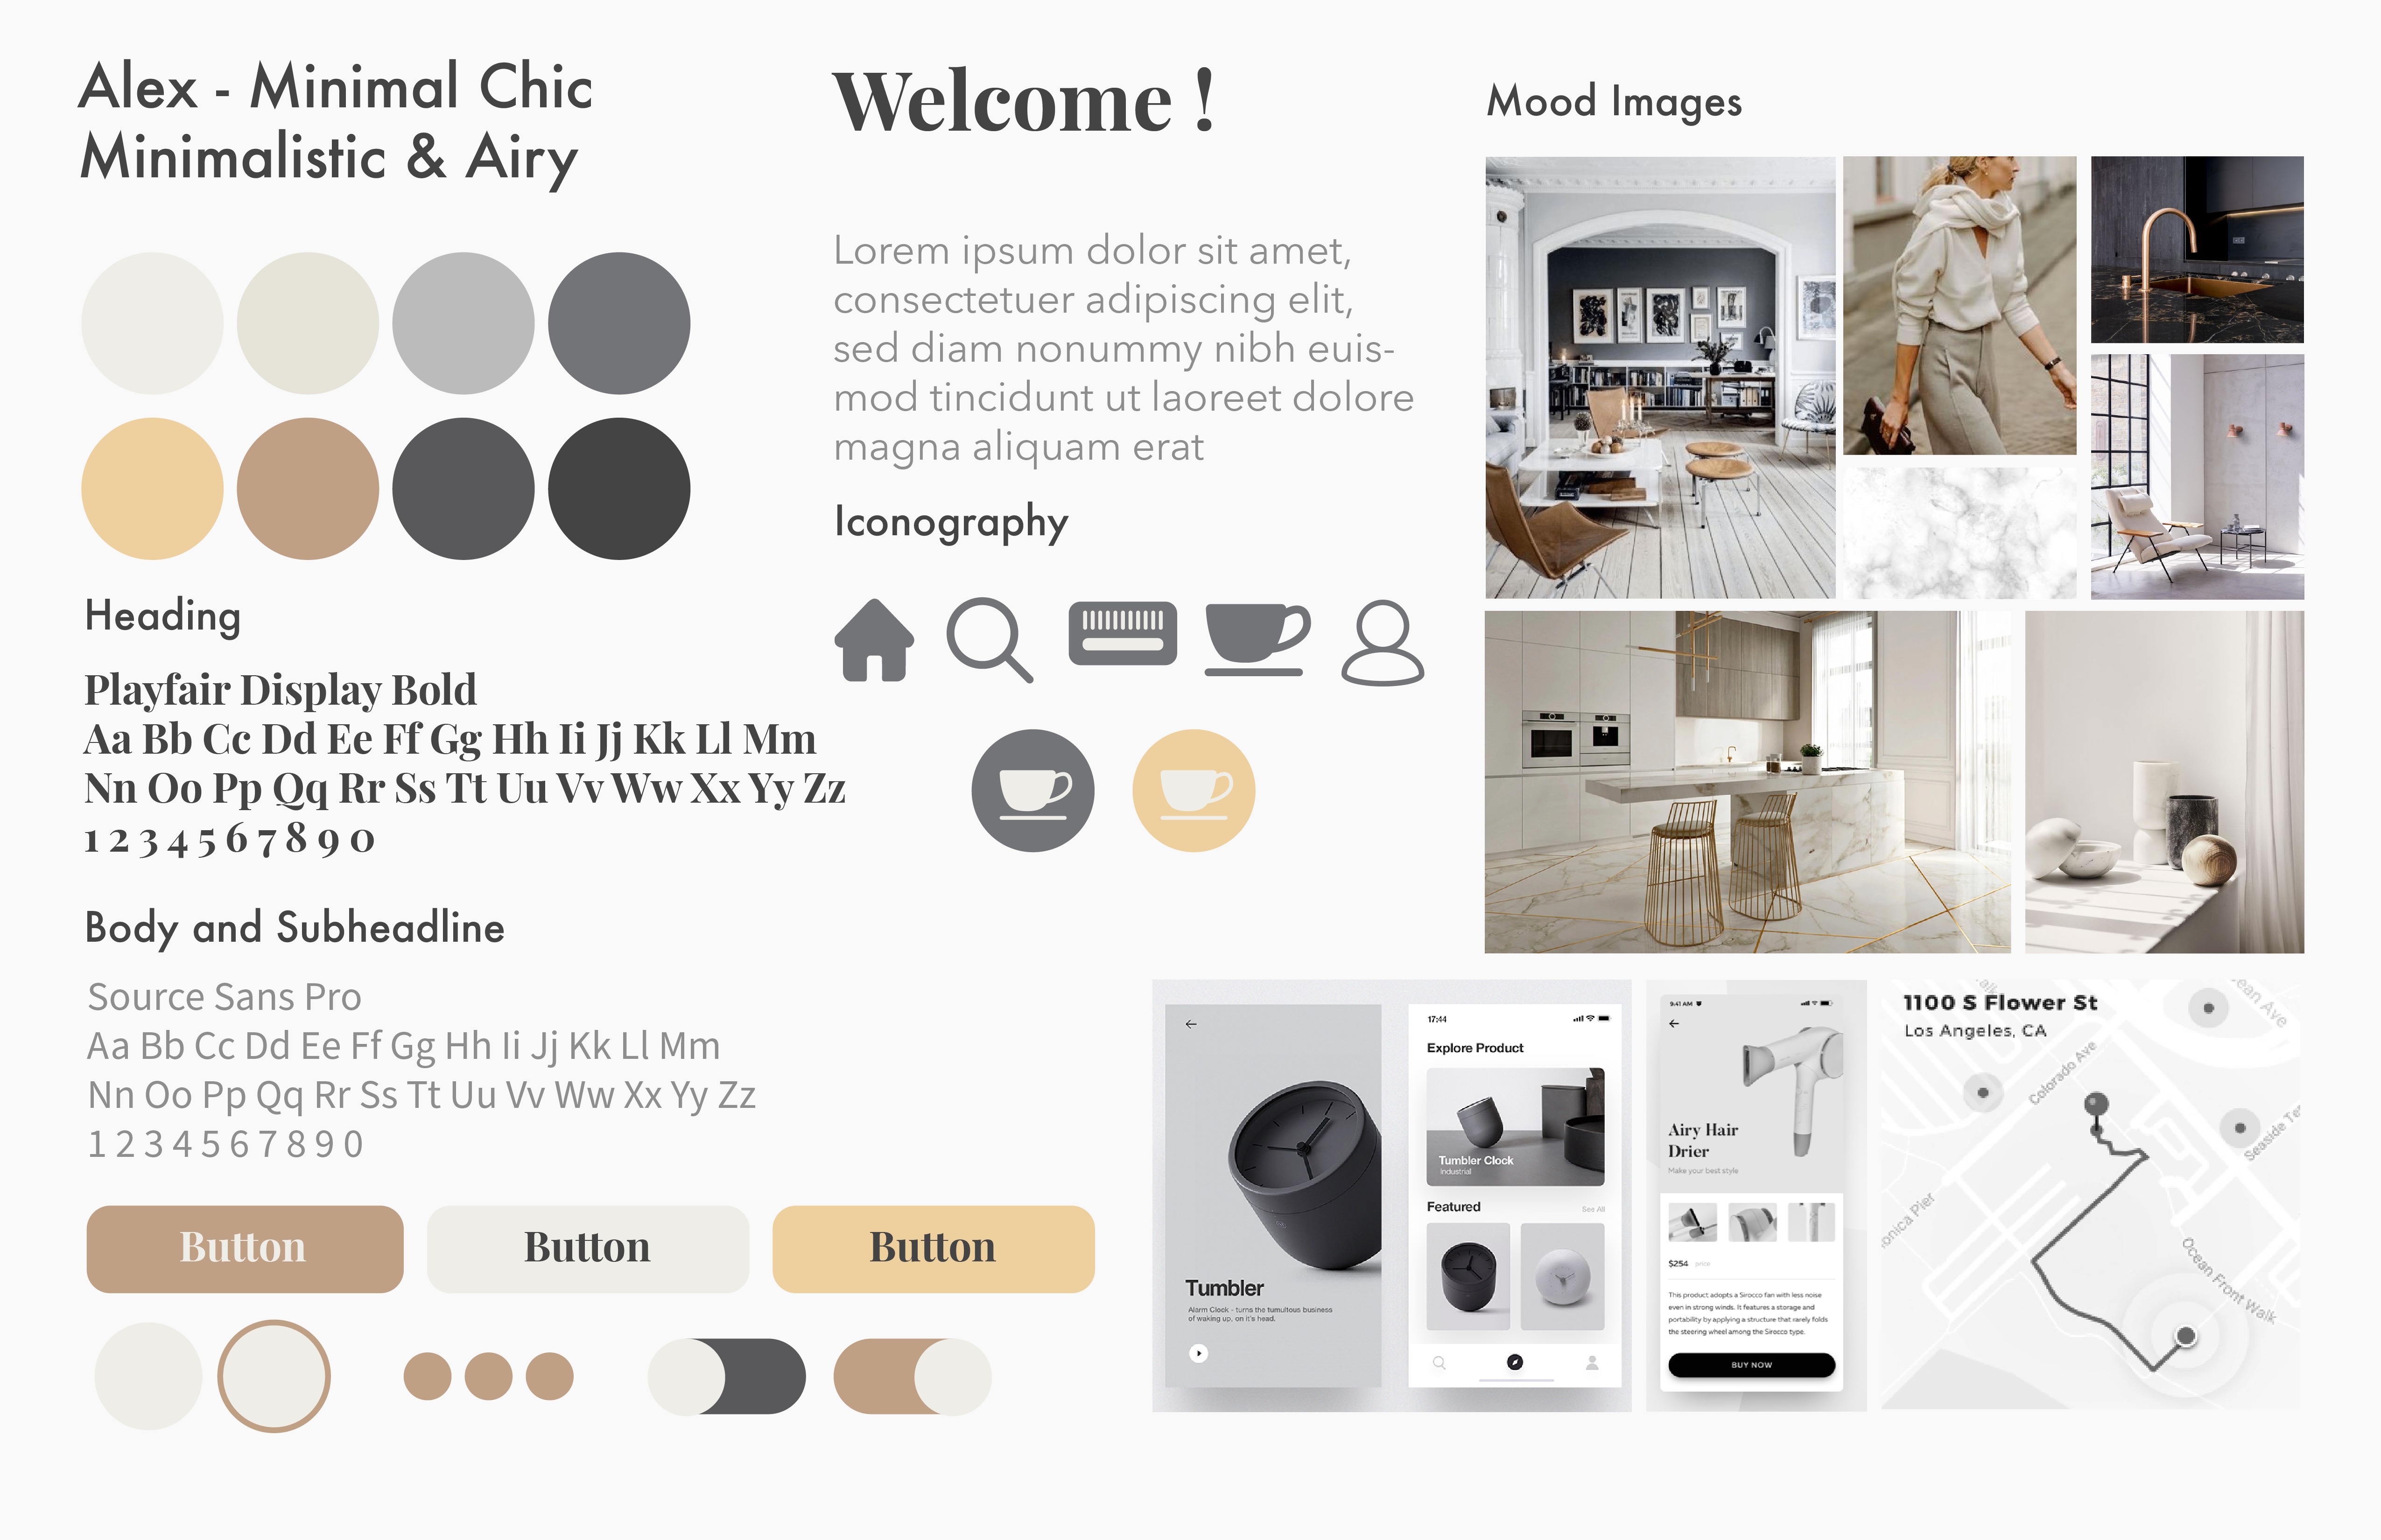 Alex - Minimal Chic
Minimalistic & Airy
Heading
Playfair Display Bold
Aa Bb Cc Dd Ee Ff Gg Hh Ii Jj Kk Ll Mm
Nn Oo Pp Qq Rr Ss Tt Uu Vv Ww Xx Yy Zz
1 2 3 4 5 6 7 8 9 0
Body and Subheadline
Source Sans Pro
Aa Bb Cc Dd Ee Ff Gg Hh Ii Jj Kk Ll Mm
Nn Oo Pp Qq Rr Ss Tt Uu Vv Ww Xx Yy Zz
1 2 3 4 5 6 7 8 9 0
Button
Button
Button
Welcome !
Lorem ipsum dolor sit amet,
consectetuer adipiscing elit,
sed diam nonummy nibh euis-
mod tincidunt ut laoreet dolore
magna aliquam erat
Iconography
Mood Images
Tumbler
Alarm Clock - turns the tumultous business
of waking up, on it's head.
17:44
Explore Product
Tumbler Clock
Industrial
Featured
See All
9:41 AM
Airy Hair
Drier
Make your best style
$254 price
This product adopts a Sirocco fan with less noise
even in strong winds. It features a storage and
portability by applying a structure that rarely folds
the steering wheel among the Sirocco type.
BUY NOW
1100 S Flower St
Los Angeles, CA
ean Ave
Colorado Ave
Seaside Te
onica Pier
Ocean Front Walk